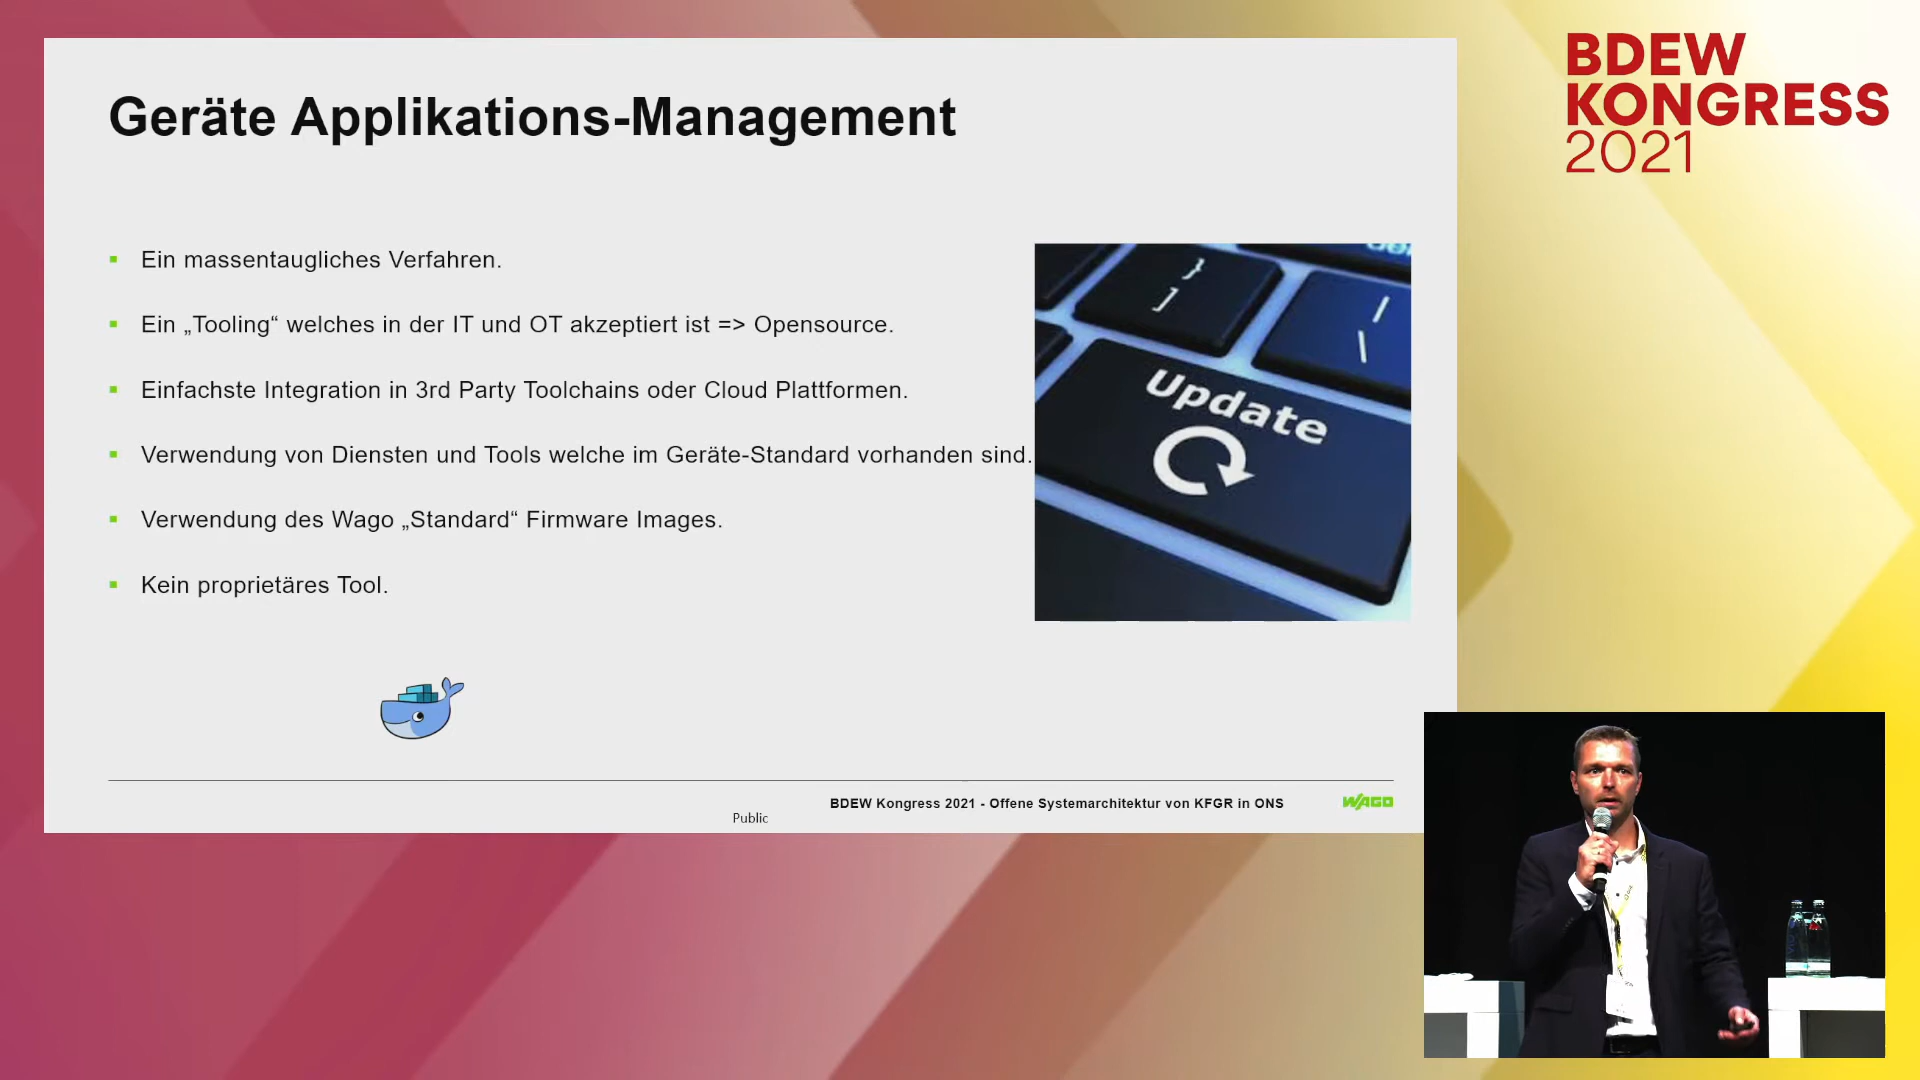 BDEW
KONGRESS
2021
Geräte Applikations-Management
Ein massentaugliches Verfahren.
Ein „Tooling“ welches in der IT und OT akzeptiert ist => Opensource.
Einfachste Integration in 3rd Party Toolchains oder Cloud Plattformen.
Verwendung von Diensten und Tools welche im Geräte-Standard vorhanden sind.
Verwendung des Wago „Standard“ Firmware Images.
Kein proprietäres Tool.
}
]
|
\
Update
BDEW Kongress 2021 - Offene Systemarchitektur von KFGR in ONS
WAGO
Public